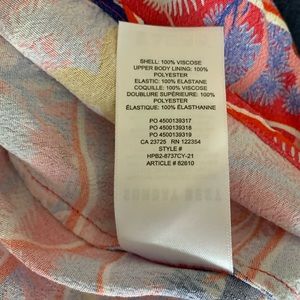 SHELL: 100% VISCOSE
UPPER BODY LINING: 100%
POLYESTER
ELASTIC: 100% ELASTANE
COQUILLE: 100% VISCOSE
DOUBLURE SUPÉRIEURE: 100%
POLYESTER
ÉLASTIQUE: 100% ÉLASTHANNE
PO 4500139317
PO 4500139318
PO 4500139319
CA 23725 RN 122354
STYLE #
HPB2-8737CY-21
ARTICLE # 82610